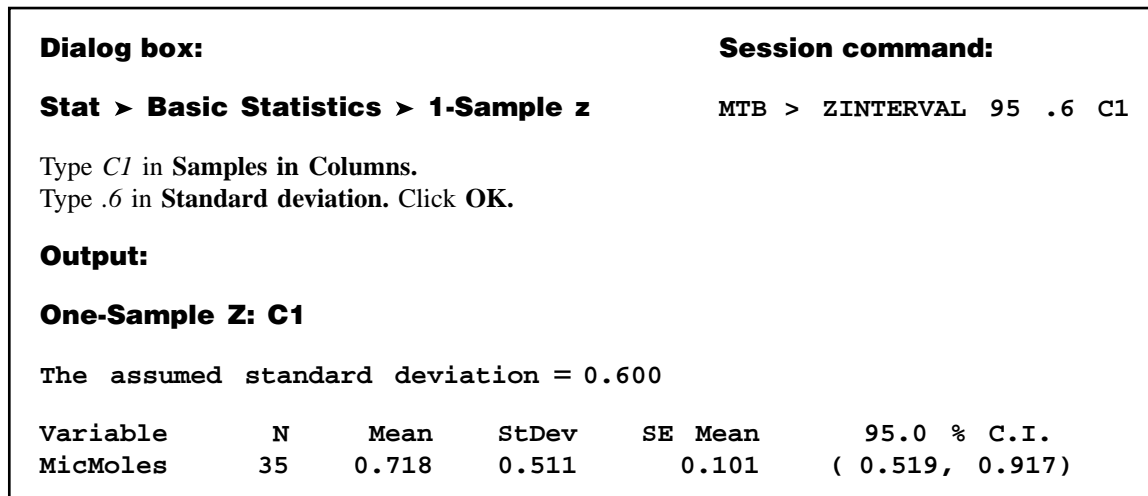 Dialog box:
Session command:
Stat ➤ Basic Statistics ➤ 1-Sample z
MTB > ZINTERVAL 95 .6 C1
Type C1 in Samples in Columns.
Type .6 in Standard deviation. Click OK.
Output:
One-Sample Z: C1
The assumed standard deviation = 0.600
Variable N Mean StDev SE Mean 95.0 % C.I.
MicMoles 35 0.718 0.511 0.101 ( 0.519, 0.917)